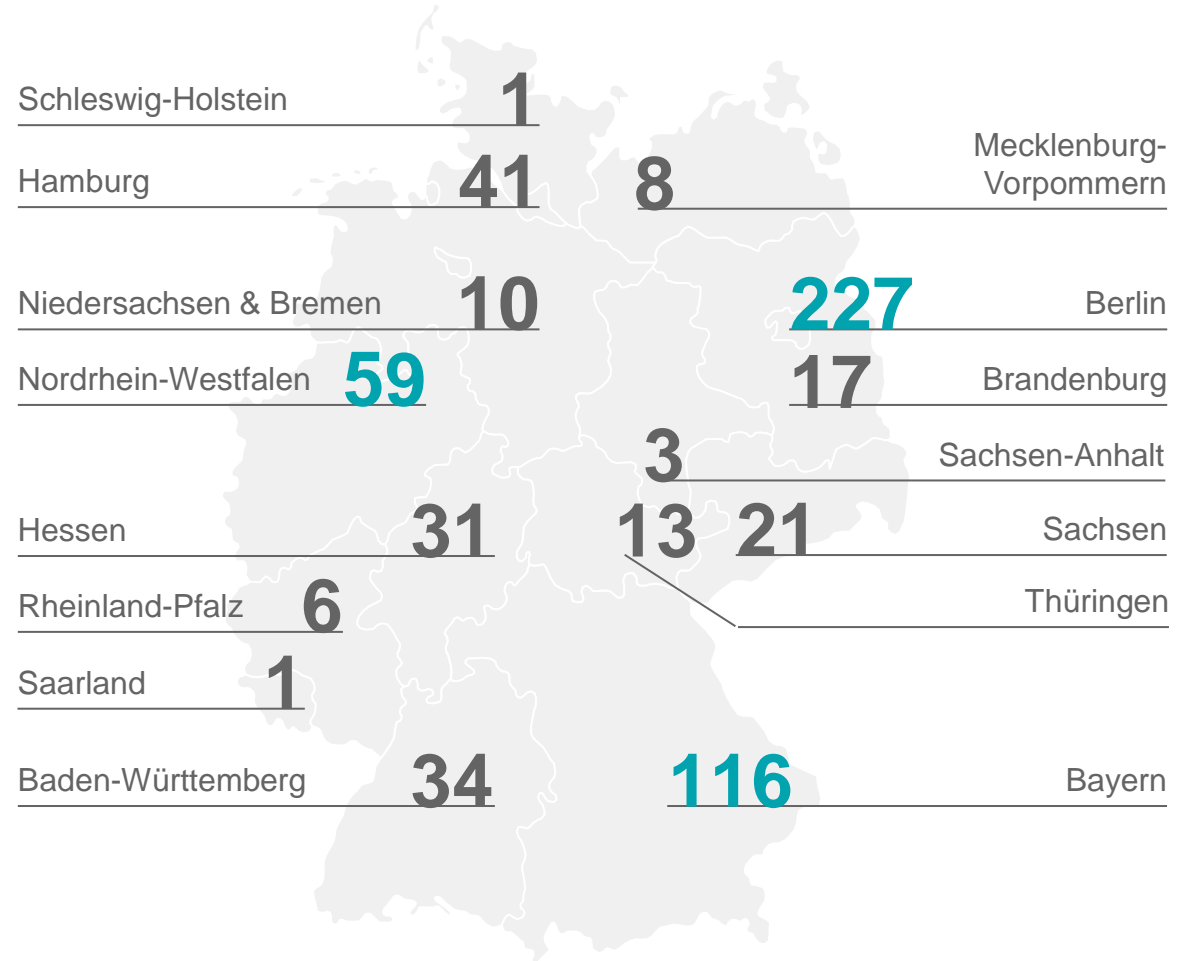 Schleswig-Holstein 1
Mecklenburg-
Hamburg 41 8 Vorpommern
Niedersachsen & Bremen 10 227 Berlin
Nordrhein-Westfalen 59 17 Brandenburg
3 Sachsen-Anhalt
Hessen 31 13 21 Sachsen
Rheinland-Pfalz 6 Thüringen
Saarland 1
Baden-Württemberg 34 116 Bayern